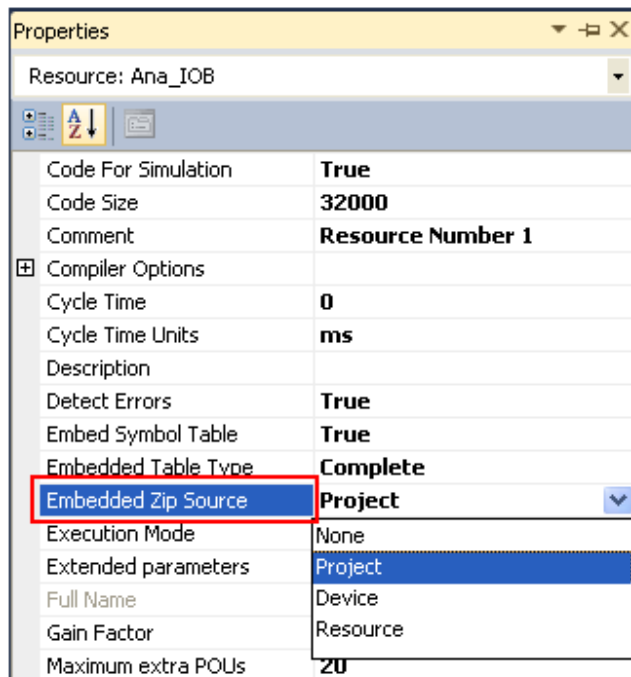 Properties
Resource: Ana_IOB
Code For Simulation True
Code Size 32000
Comment Resource Number 1
Compiler Options
Cycle Time 0
Cycle Time Units ms
Description
Detect Errors True
Embed Symbol Table True
Embedded Table Type Complete
Embedded Zip Source Project
Execution Mode None
Extended parameters Project
Full Name Device
Gain Factor Resource
Maximum extra POUs 20